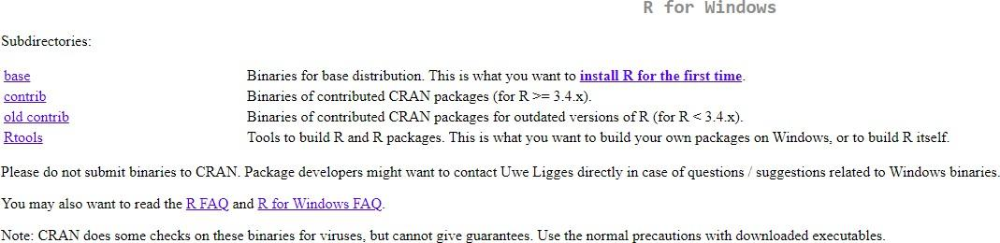 R for Windows
Subdirectories:
base Binaries for base distribution. This is what you want to install R for the first time.
contrib Binaries of contributed CRAN packages (for R >= 3.4.x).
old contrib Binaries of contributed CRAN packages for outdated versions of R (for R < 3.4.x).
Rtools Tools to build R and R packages. This is what you want to build your own packages on Windows, or to build R itself.
Please do not submit binaries to CRAN. Package developers might want to contact Uwe Ligges directly in case of questions / suggestions related to Windows binaries.
You may also want to read the R FAQ and R for Windows FAQ.
Note: CRAN does some checks on these binaries for viruses, but cannot give guarantees. Use the normal precautions with downloaded executables.